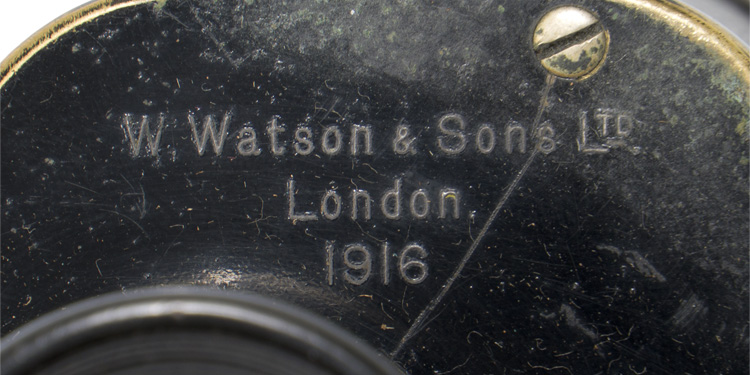 W. Watson & Sons LTD
London.
1916